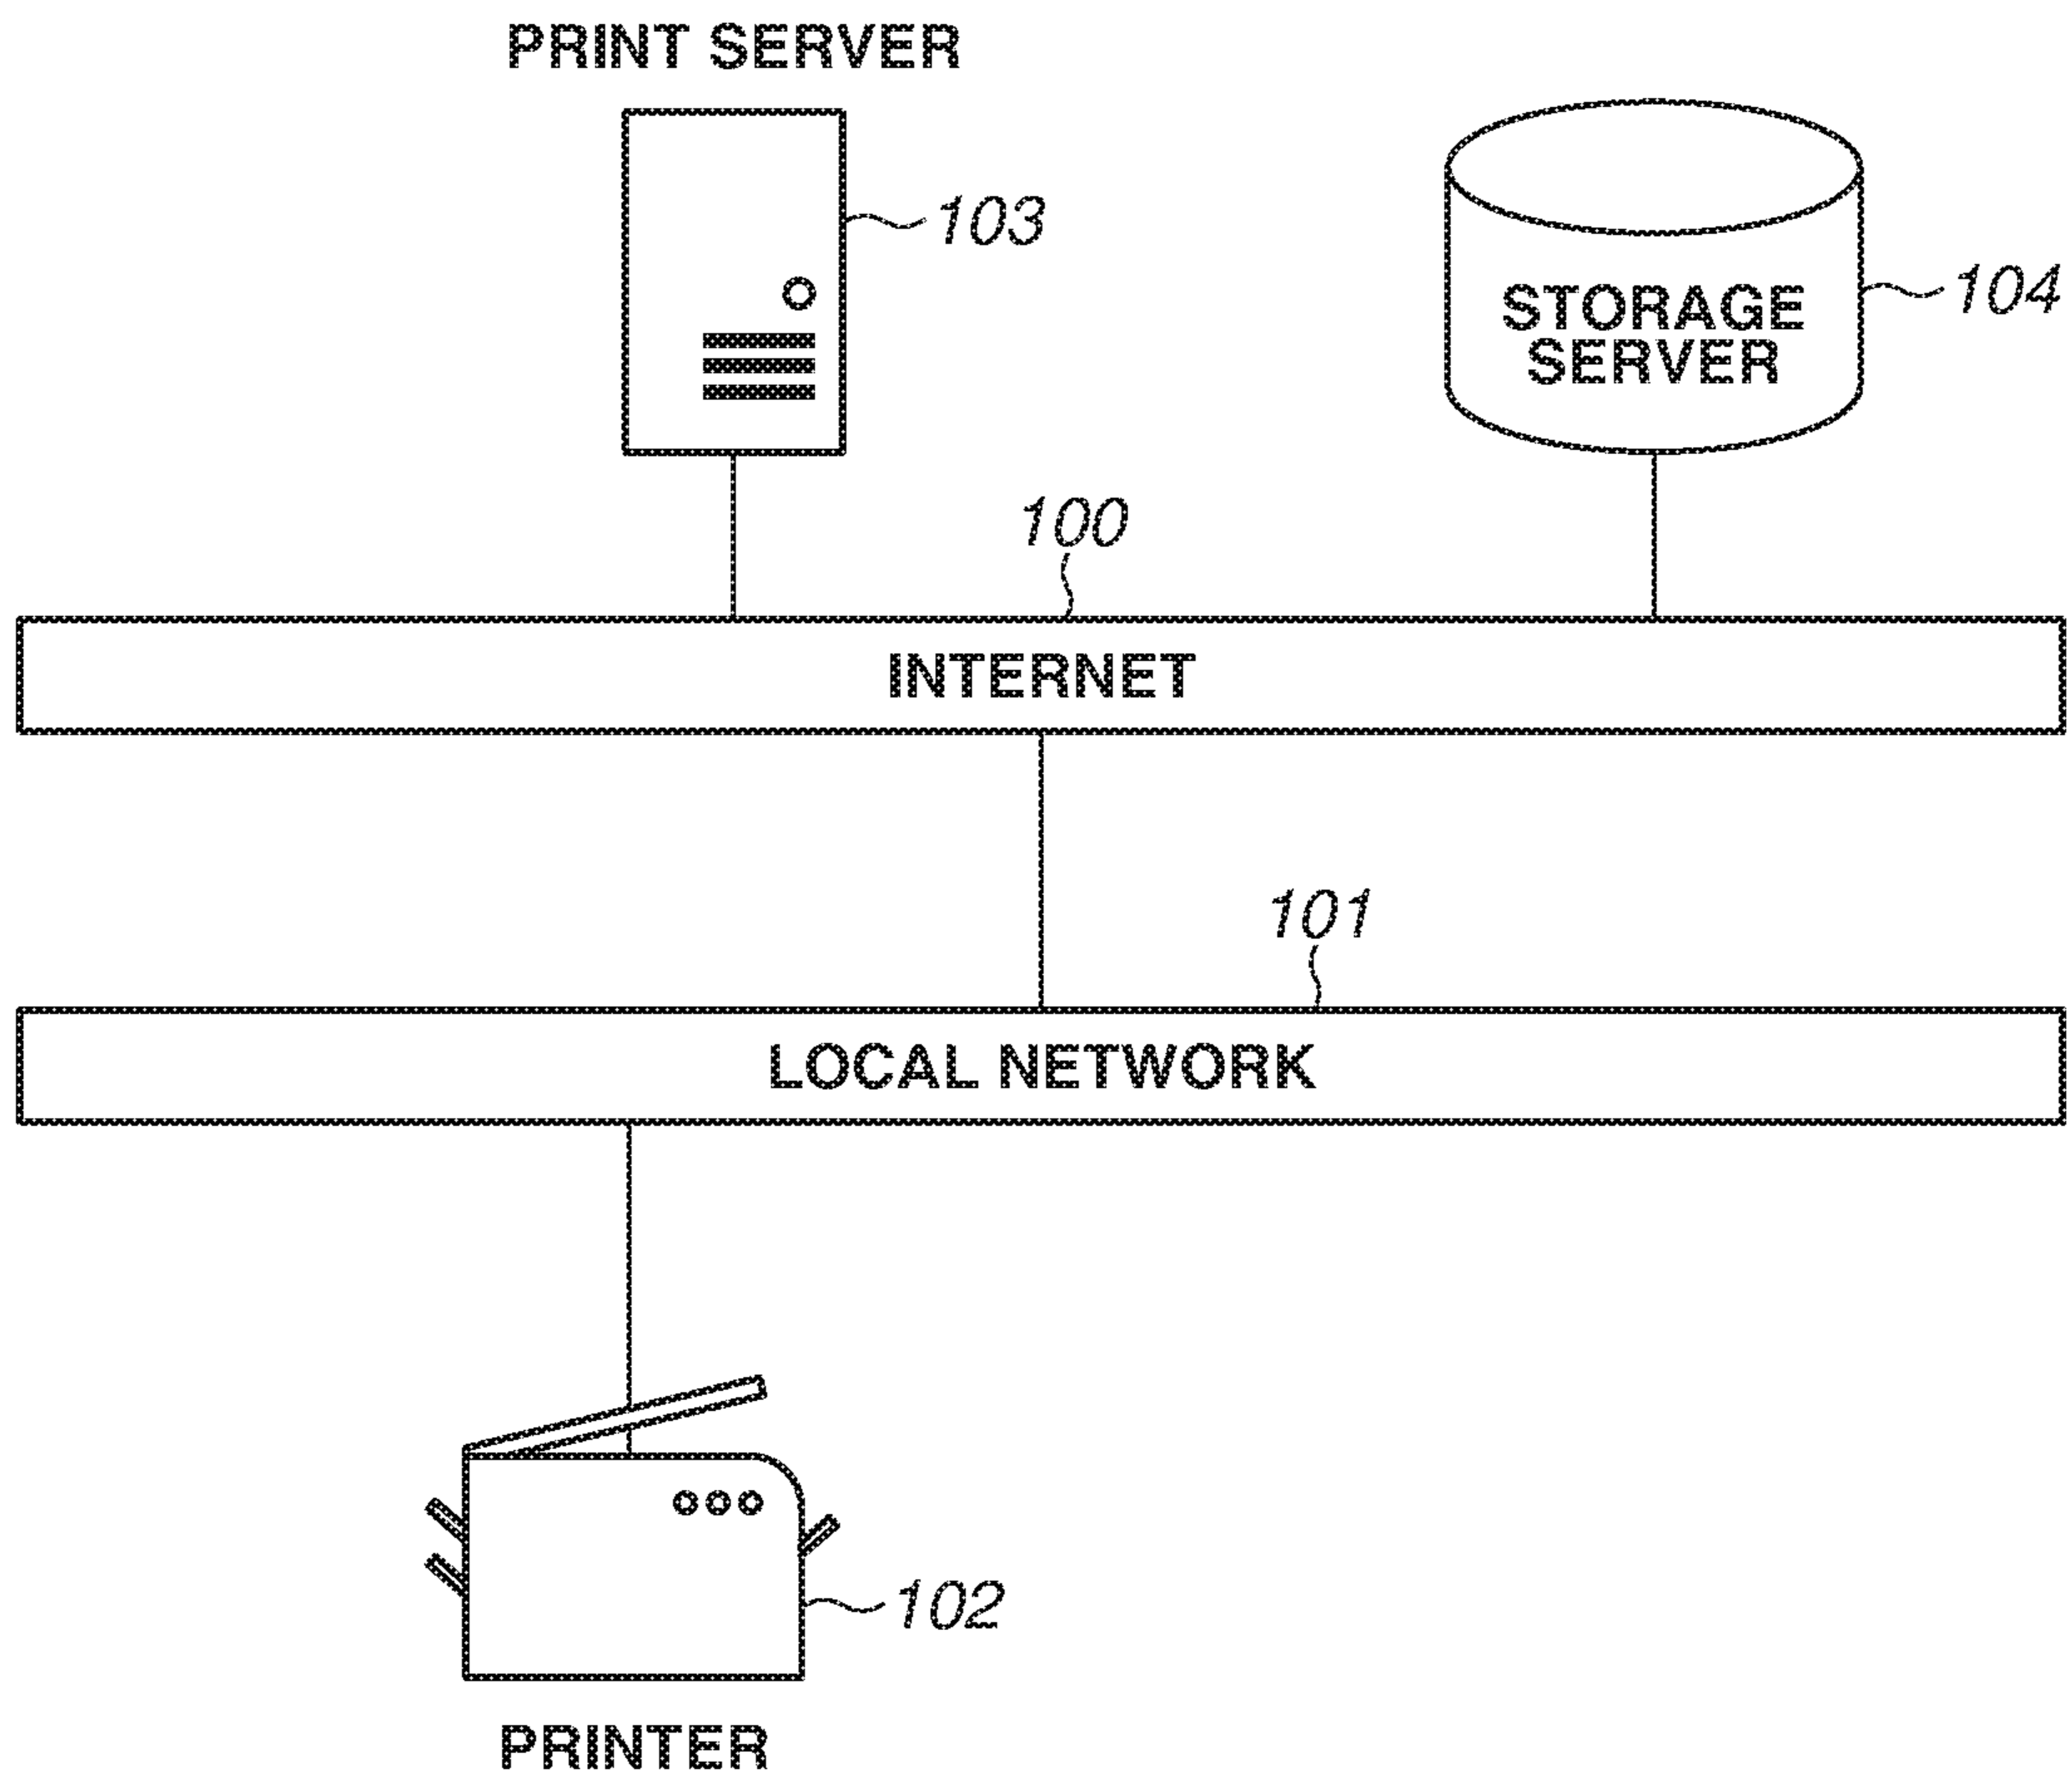 PRINT SERVER
103
STORAGE
SERVER
104
100
INTERNET
101
LOCAL NETWORK
102
PRINTER